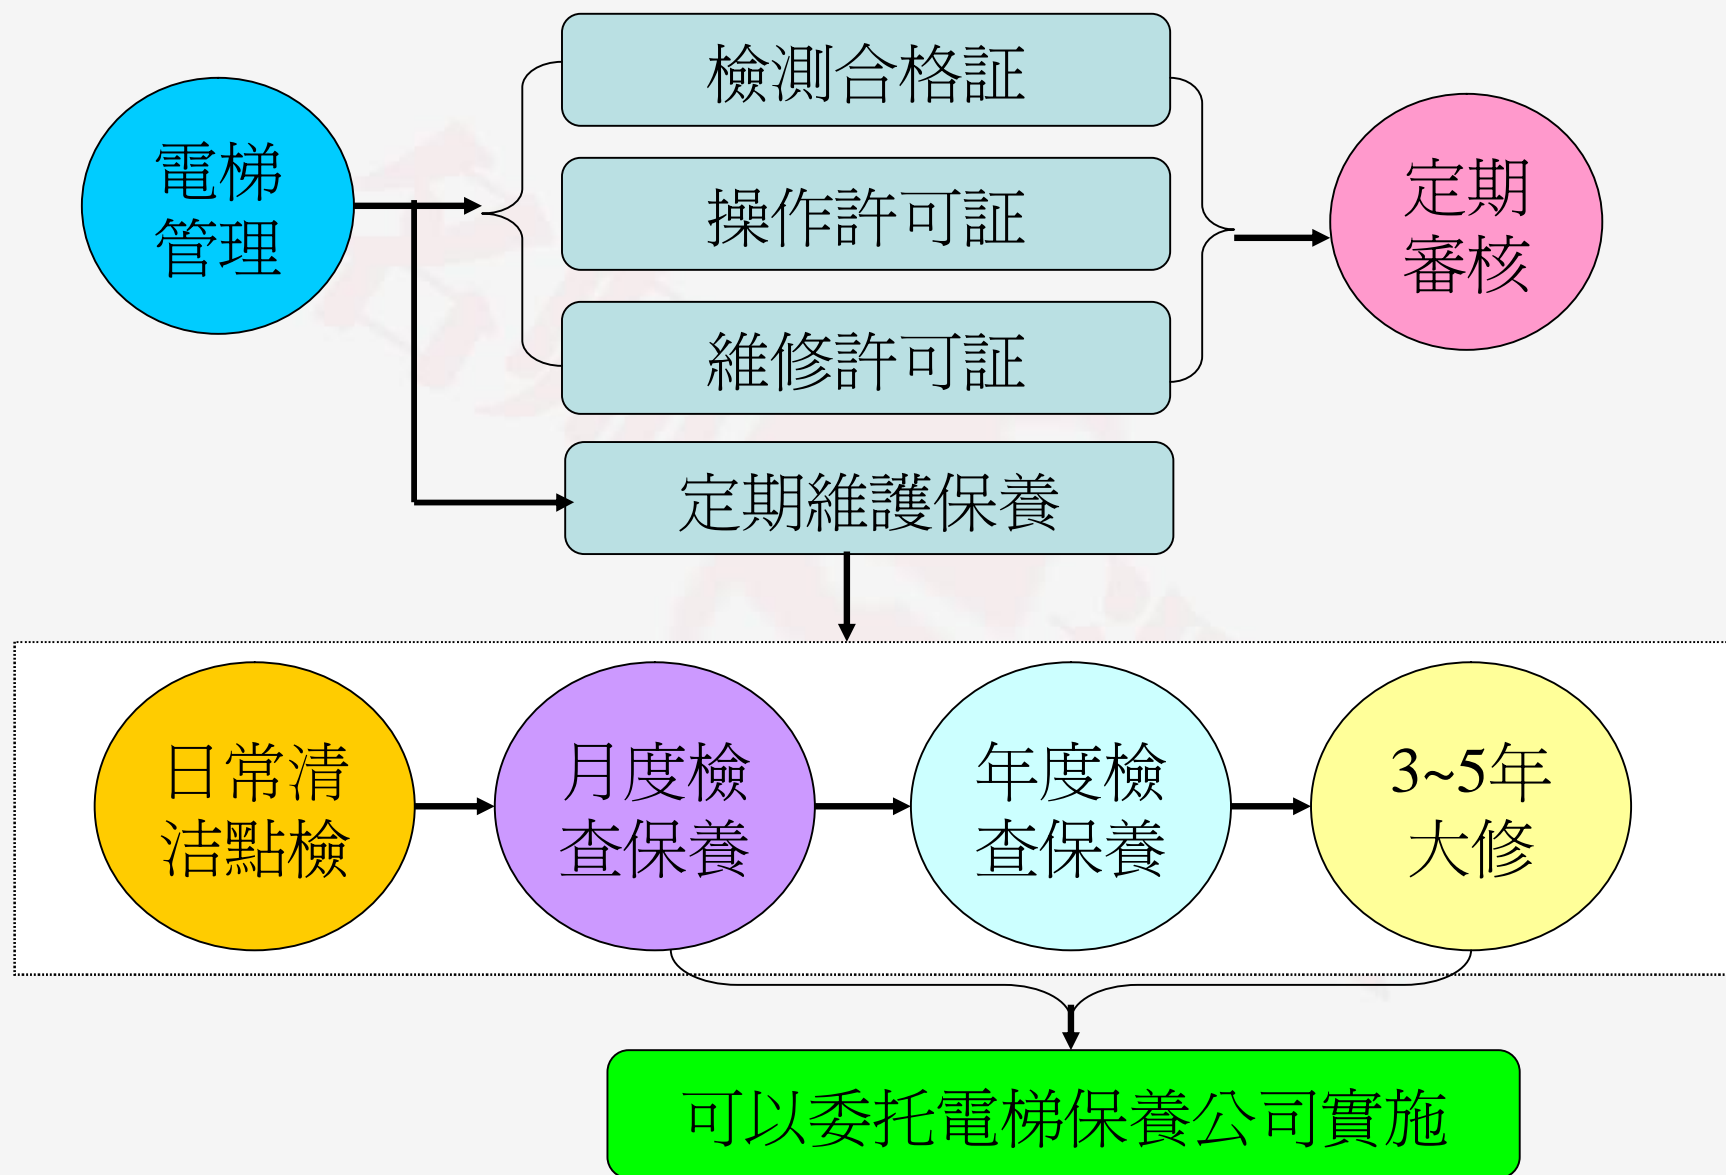 檢測合格証
電梯
管理
操作許可証
定期
審核
維修許可証
定期維護保養
日常清
洁點檢
月度檢
查保養
年度檢
查保養
3~5年
大修
可以委托電梯保養公司實施